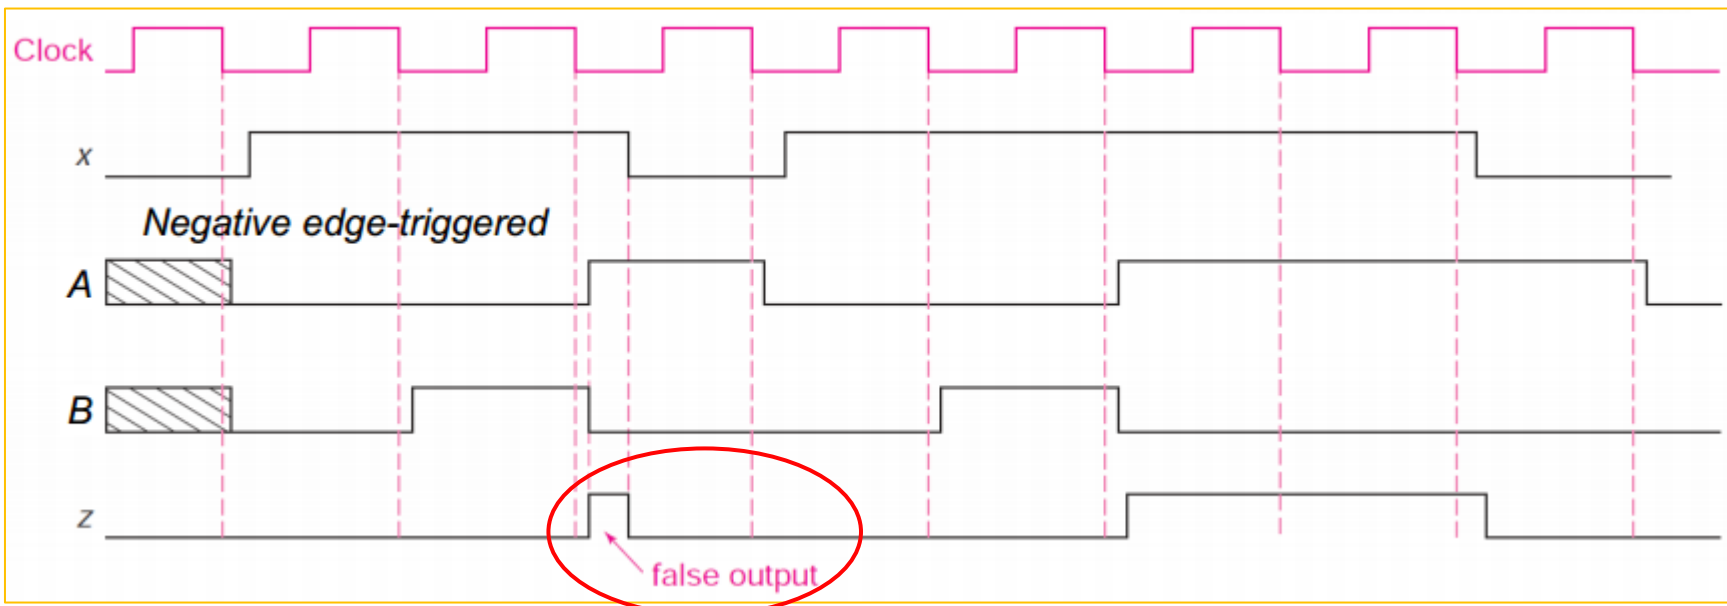 Clock
x
Negative edge-triggered
A
B
z
false output